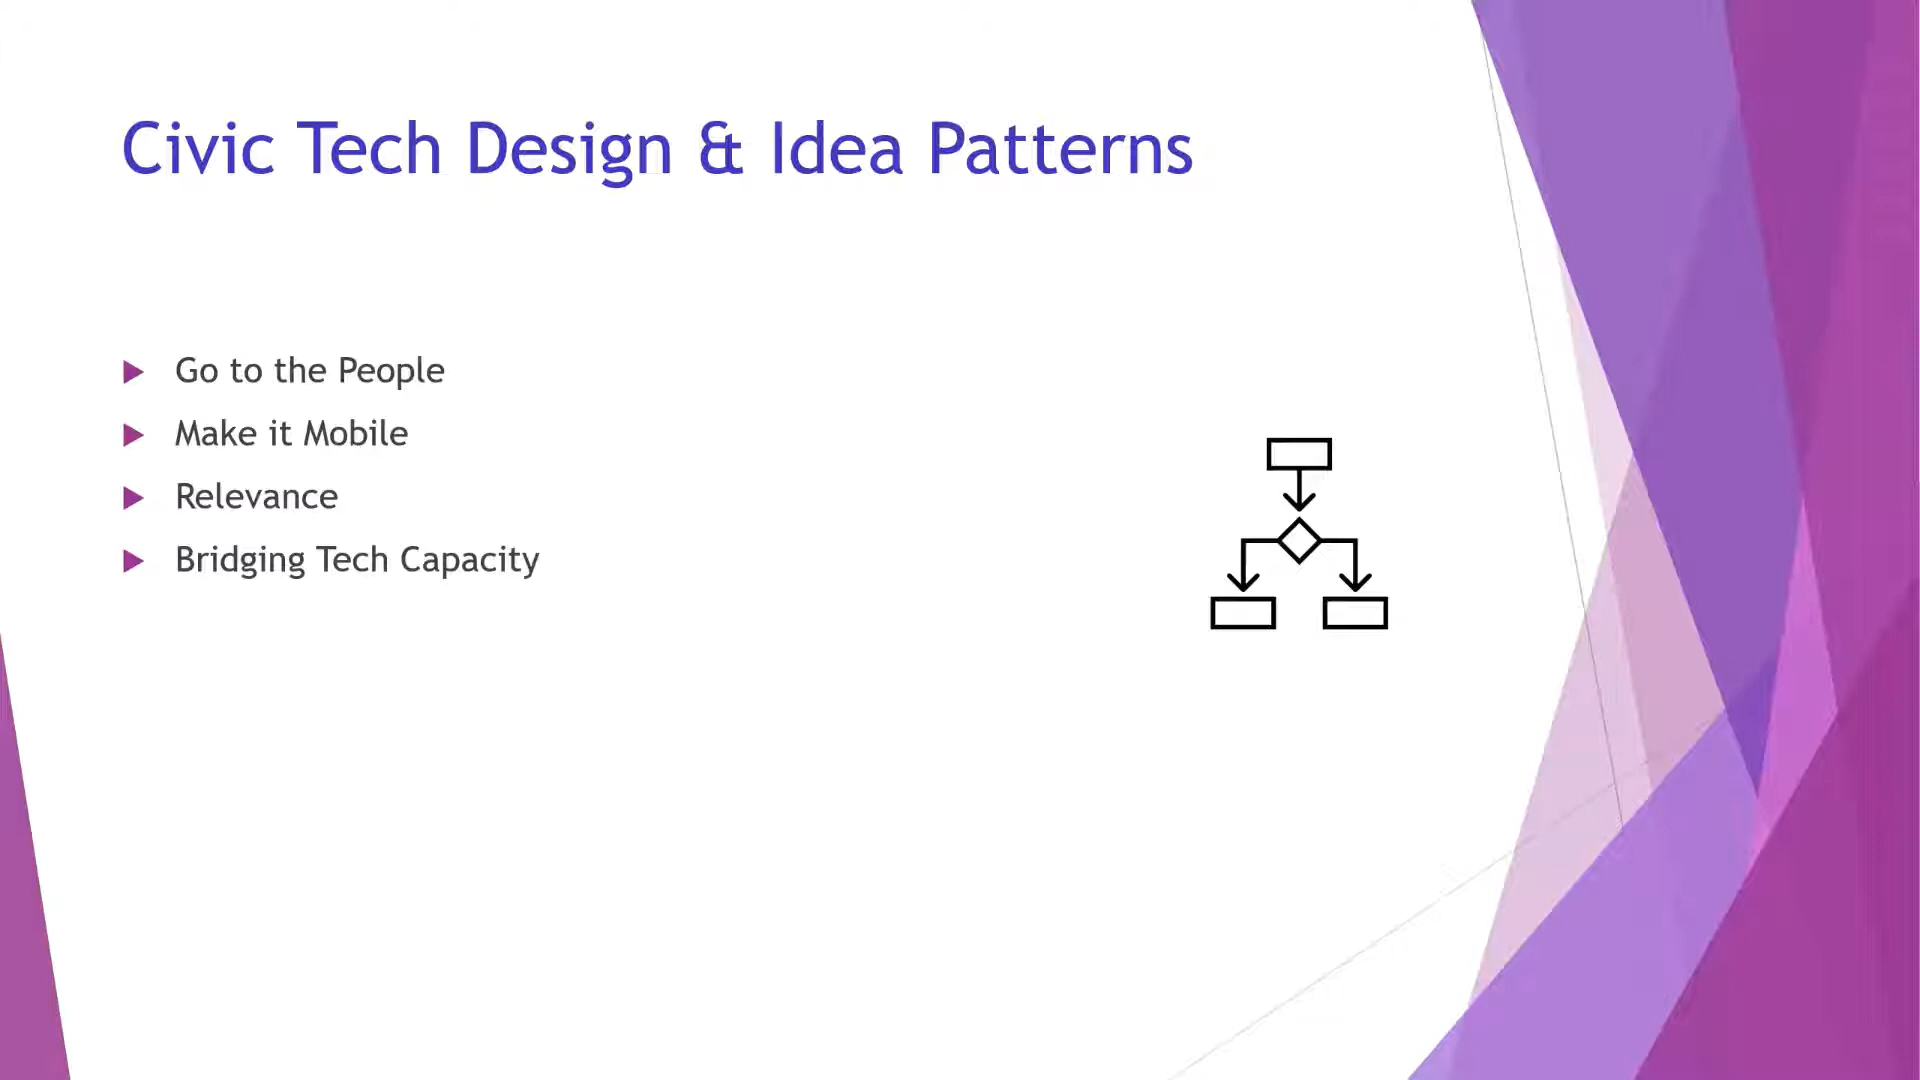 Civic Tech Design & Idea Patterns
Go to the People
Make it Mobile
Relevance
Bridging Tech Capacity